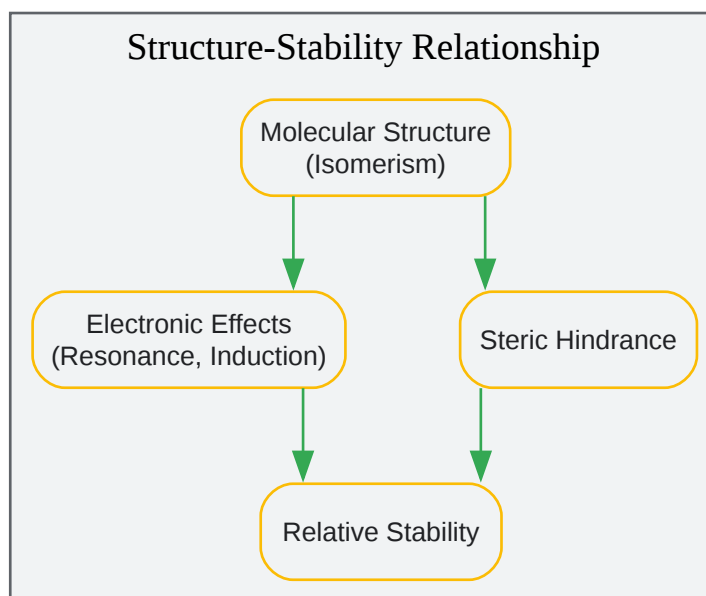 Structure-Stability Relationship
Molecular Structure
(Isomerism)
Electronic Effects
(Resonance, Induction)
Steric Hindrance
Relative Stability